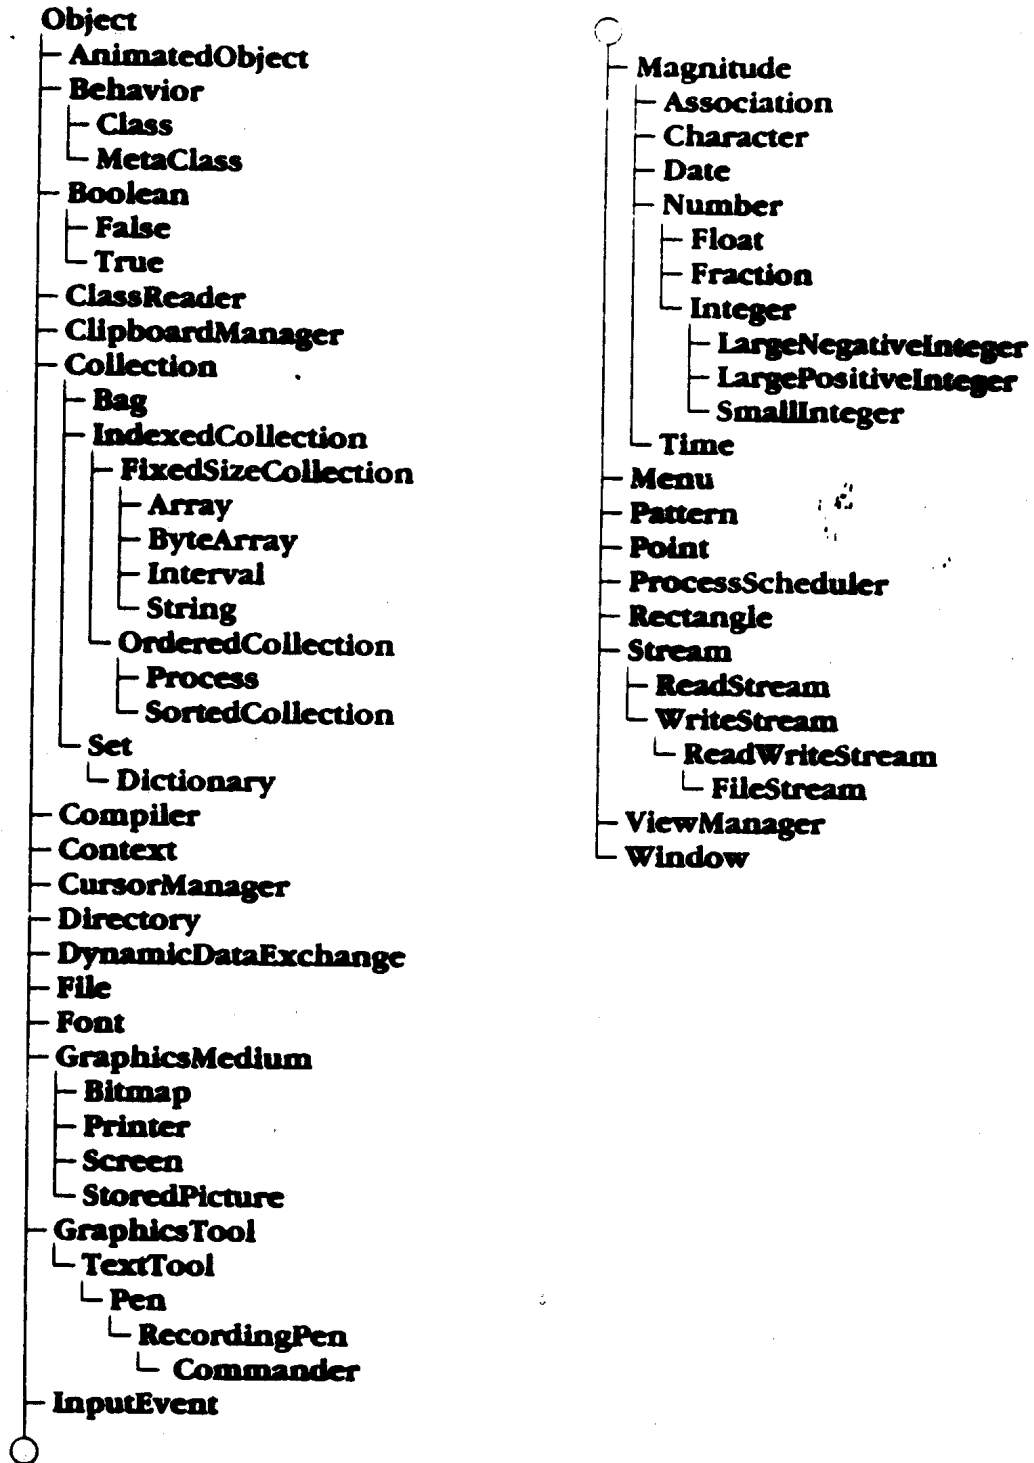 Object
AnimatedObject
Behavior
Class
MetaClass
Boolean
False
True
ClassReader
ClipboardManager
Collection
Bag
IndexedCollection
FixedSizeCollection
Array
ByteArray
Interval
String
OrderedCollection
Process
SortedCollection
Set
Dictionary
Compiler
Context
CursorManager
Directory
DynamicDataExchange
File
Font
GraphicsMedium
Bitmap
Printer
Screen
StoredPicture
GraphicsTool
TextTool
Pen
RecordingPen
Commander
InputEvent
Magnitude
Association
Character
Date
Number
Float
Fraction
Integer
LargeNegativeInteger
LargePositiveInteger
SmallInteger
Time
Menu
Pattern
Point
ProcessScheduler
Rectangle
Stream
ReadStream
WriteStream
ReadWriteStream
FileStream
ViewManager
Window